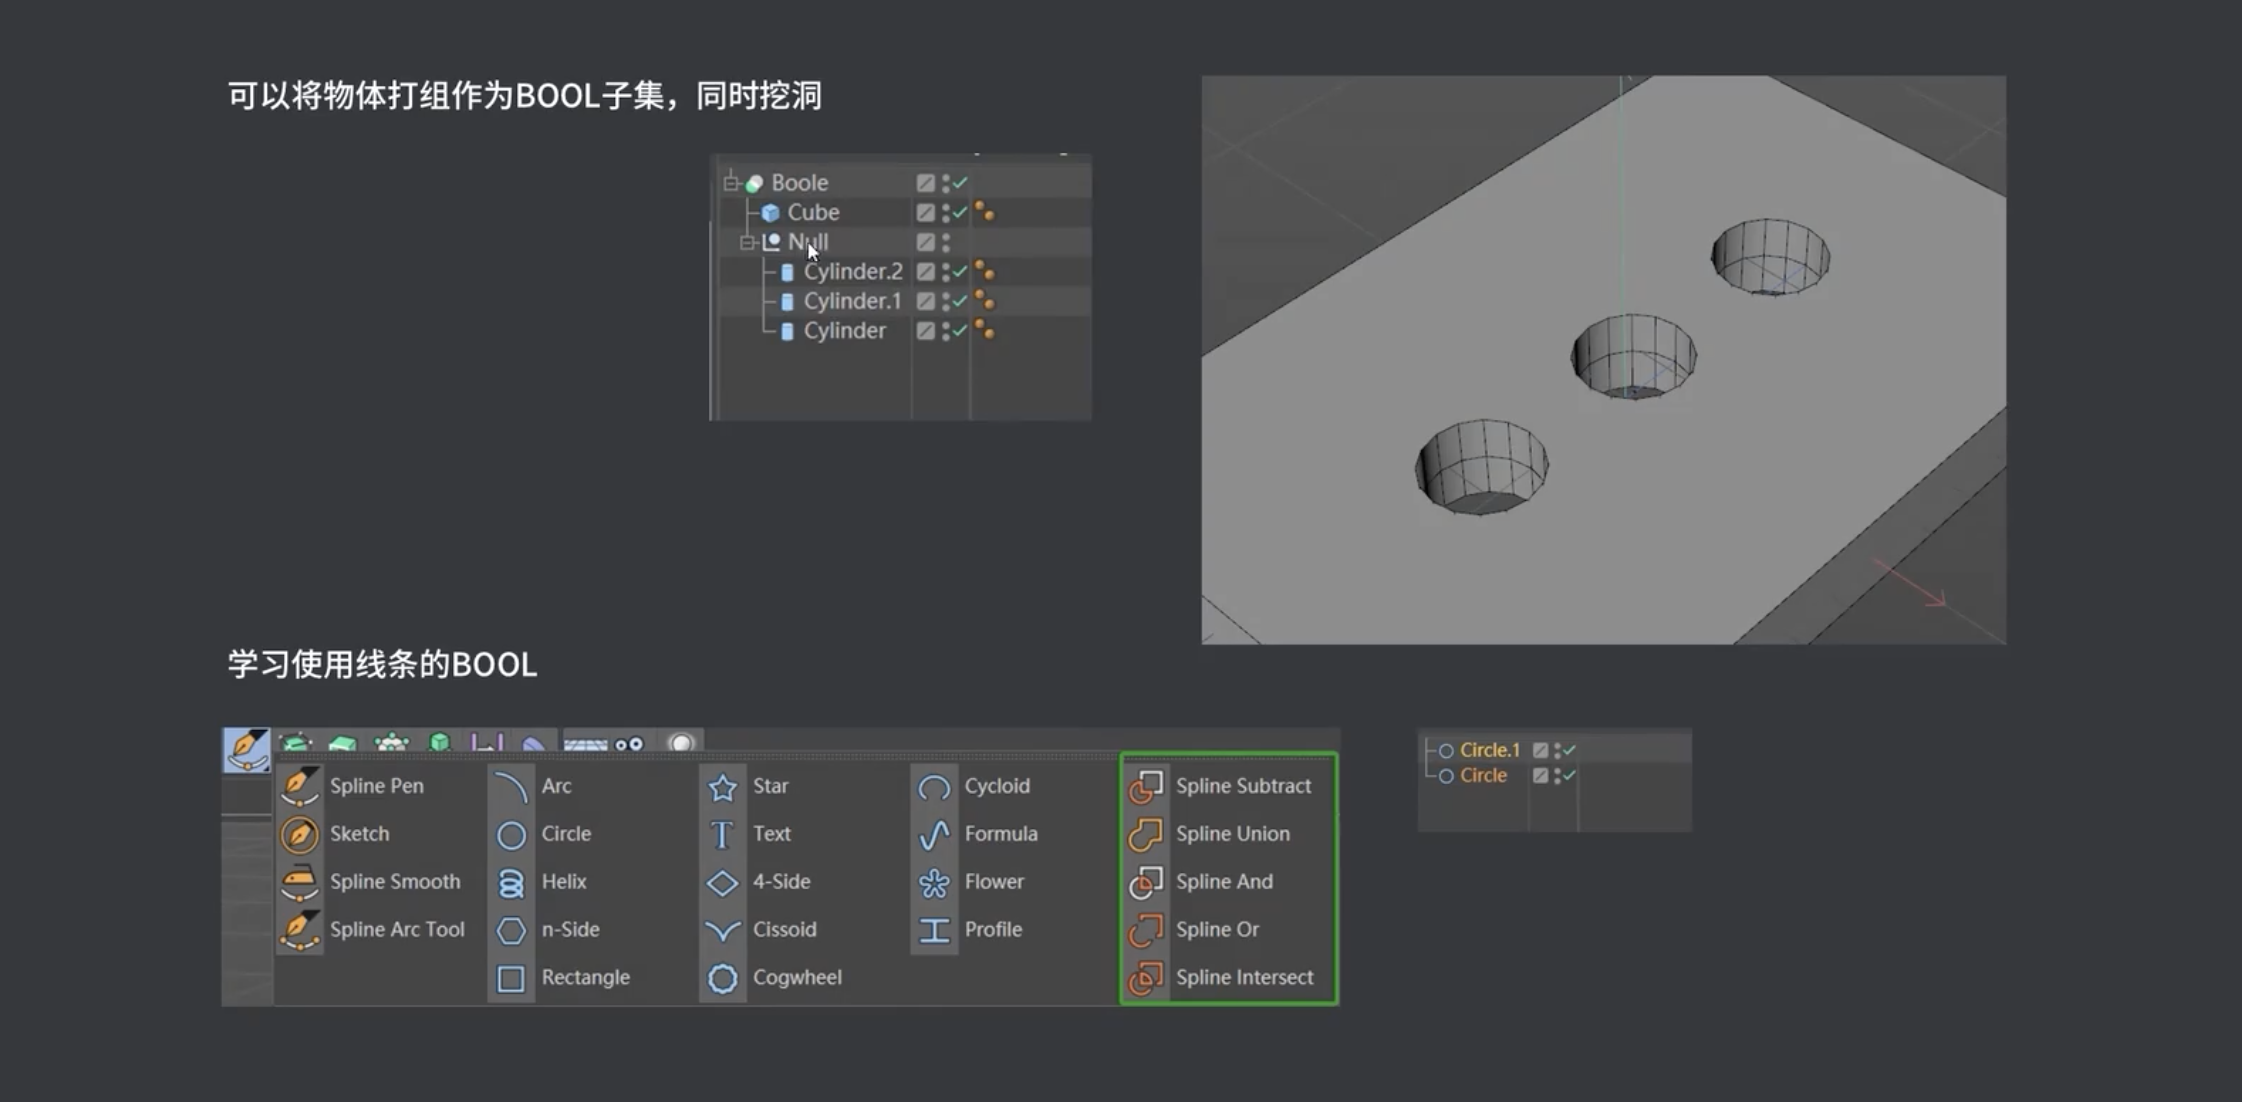 可以将物体打组作为BOOL子集，同时挖洞
Boole
Cube
Null
Cylinder.2
Cylinder.1
Cylinder
学习使用线条的BOOL
Spline Pen
Sketch
Spline Smooth
Spline Arc Tool
Arc
Circle
Helix
n-Side
Rectangle
Star
Text
4-Side
Cissoid
Cogwheel
Cycloid
Formula
Flower
Profile
Spline Subtract
Spline Union
Spline And
Spline Or
Spline Intersect
Circle.1
Circle